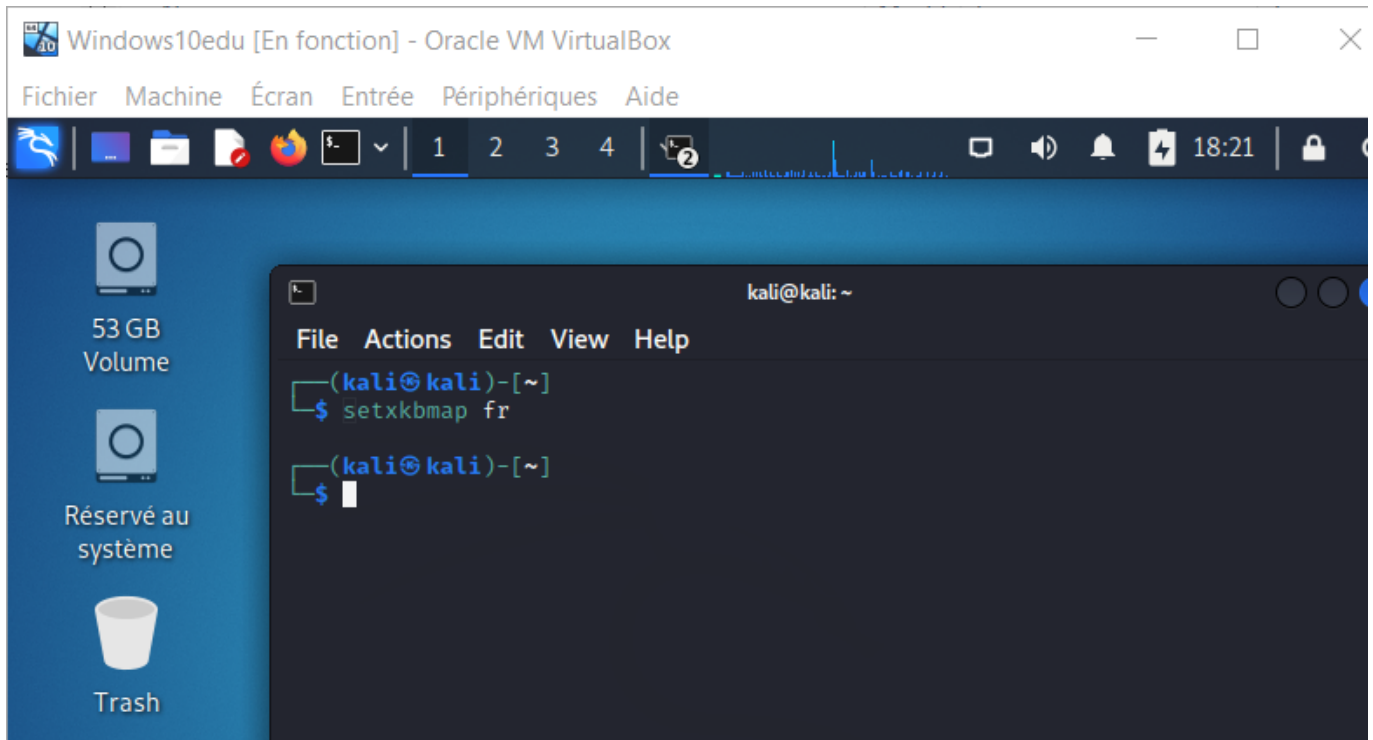 Windows10edu [En fonction] - Oracle VM VirtualBox
Fichier Machine Écran Entrée Périphériques Aide
1 2 3 4 2 18:21
kali@kali: ~
File Actions Edit View Help
(kali㉿kali)-[~]
$ setxkbmap fr
(kali㉿kali)-[~]
$
53 GB
Volume
Réservé au
système
Trash